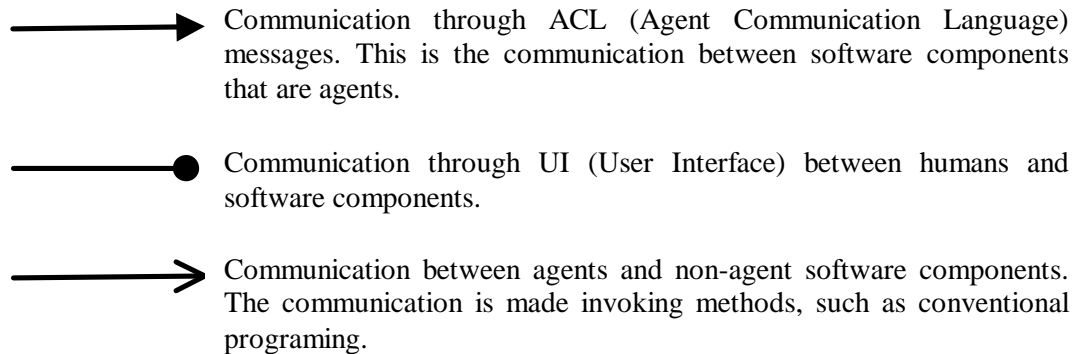 Communication through ACL (Agent Communication Language)
messages. This is the communication between software components
that are agents.
Communication through UI (User Interface) between humans and
software components.
Communication between agents and non-agent software components.
The communication is made invoking methods, such as conventional
programing.